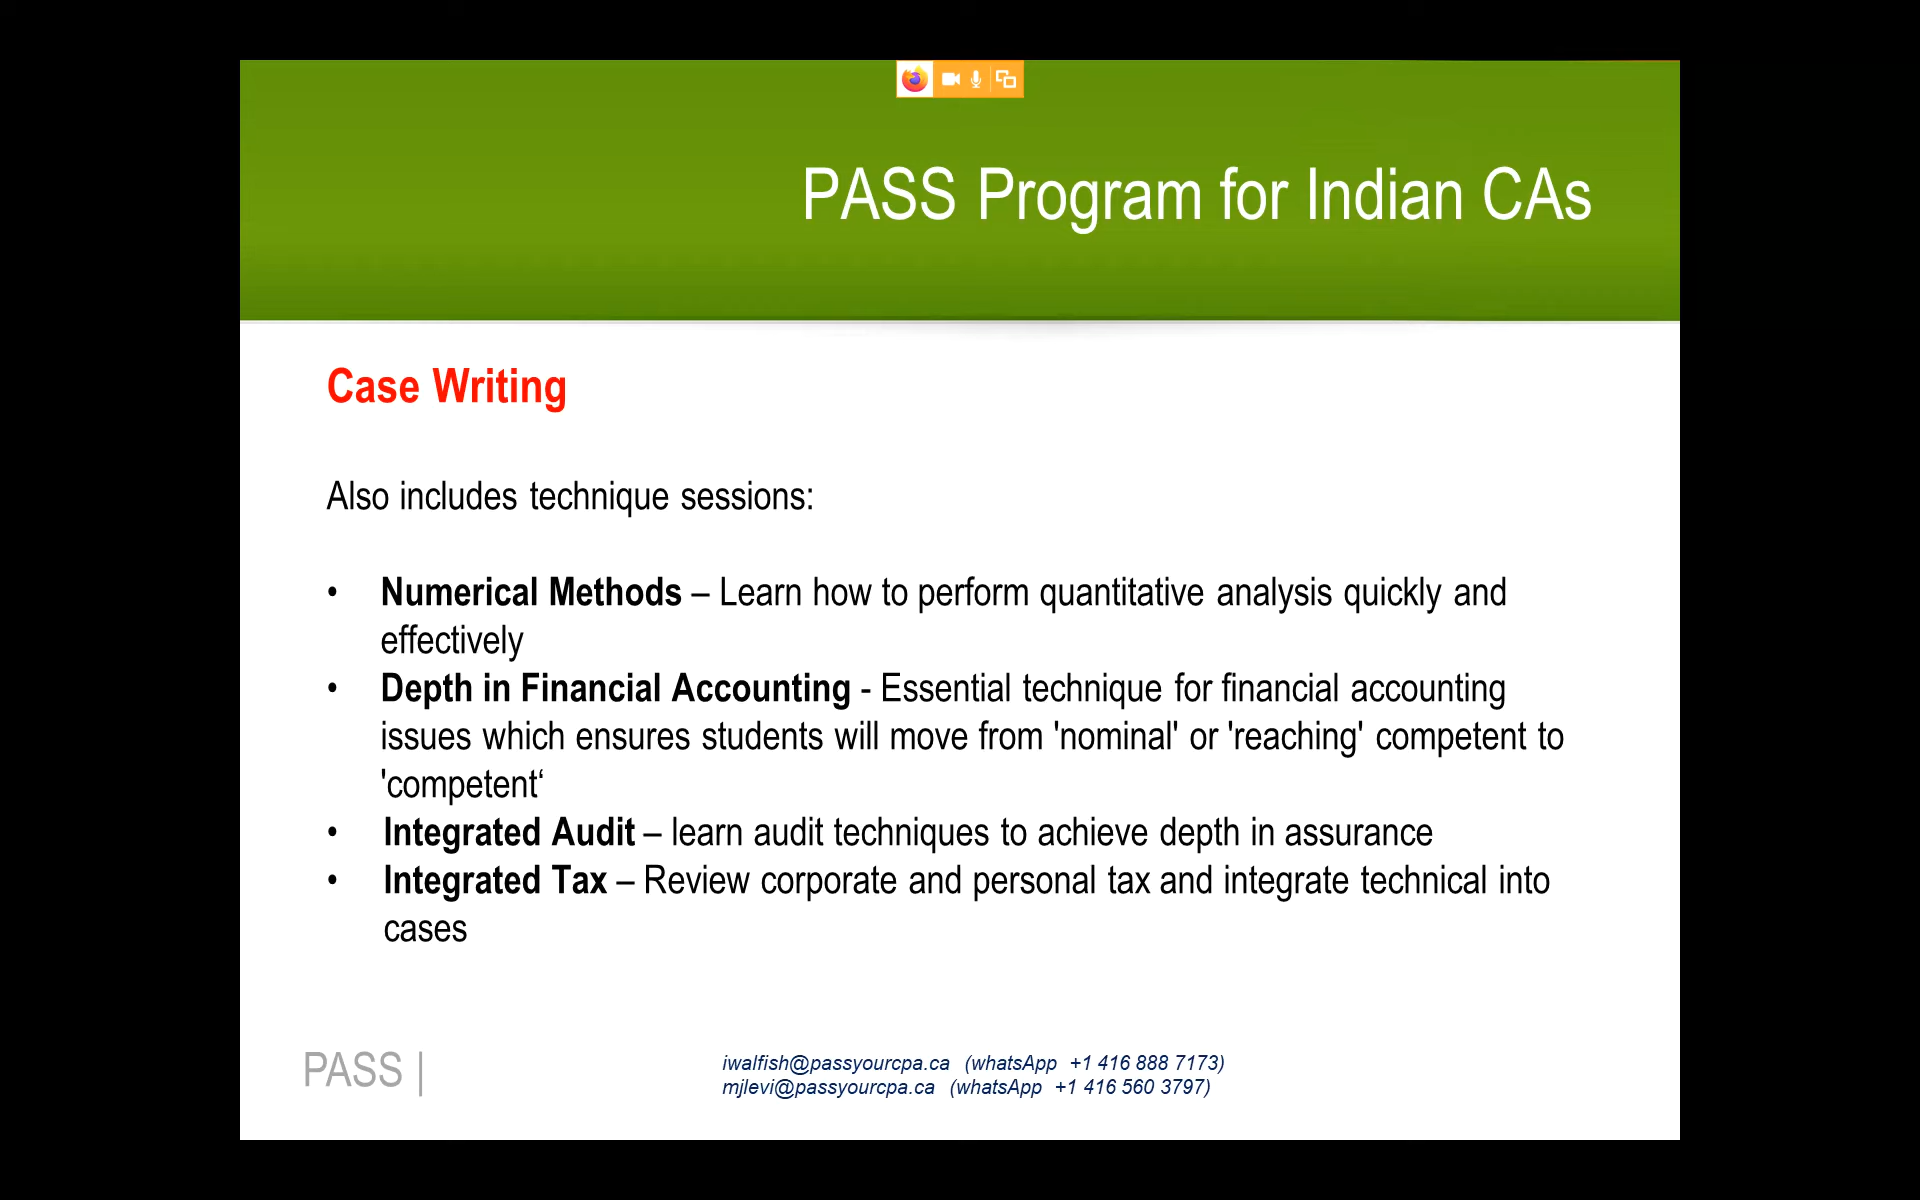 PASS Program for Indian CAs
Case Writing
Also includes technique sessions:
• Numerical Methods – Learn how to perform quantitative analysis quickly and
effectively
• Depth in Financial Accounting - Essential technique for financial accounting
issues which ensures students will move from 'nominal' or 'reaching' competent to
'competent‘
• Integrated Audit – learn audit techniques to achieve depth in assurance
• Integrated Tax – Review corporate and personal tax and integrate technical into
cases
PASS |
iwalfish@passyourcpa.ca (whatsApp +1 416 888 7173)
mjlevi@passyourcpa.ca (whatsApp +1 416 560 3797)